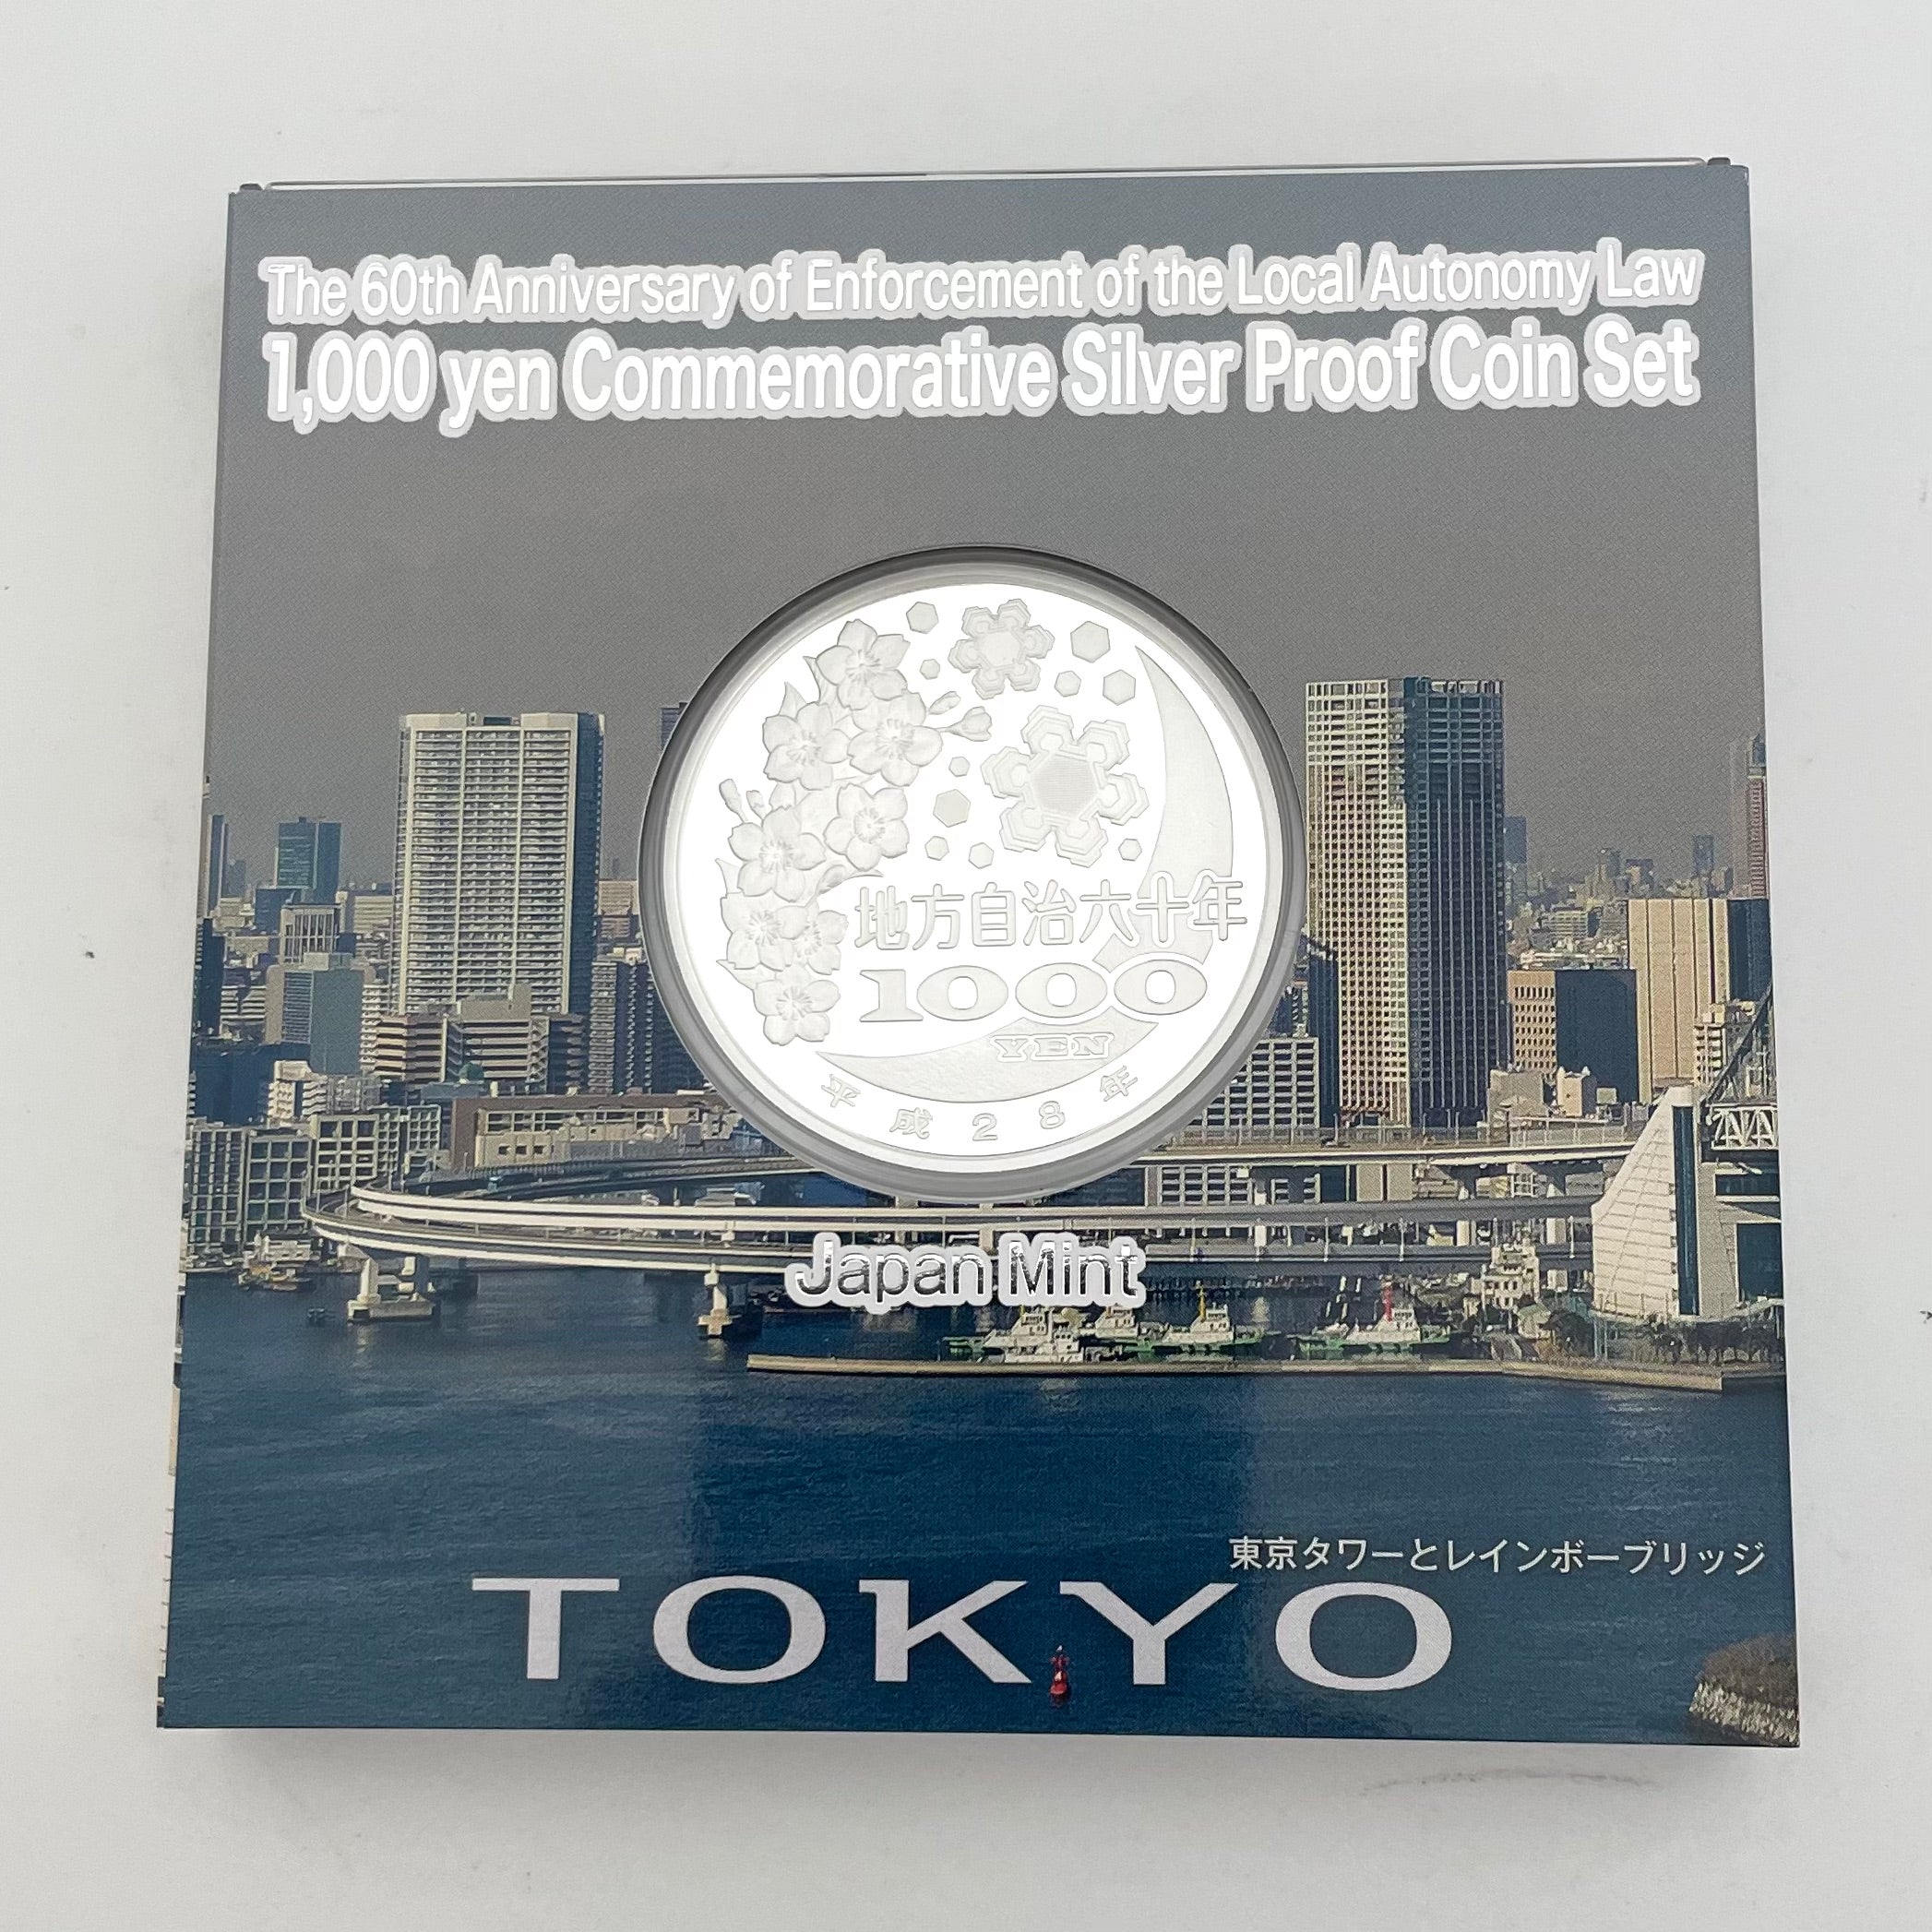 The 60th Anniversary of Enforcement of the Local Autonomy Law
1,000 yen Commemorative Silver Proof Coin Set
地方自治六十年
1000
YEN
平成28年
Japan Mint
東京タワーとレインボーブリッジ
TOKYO